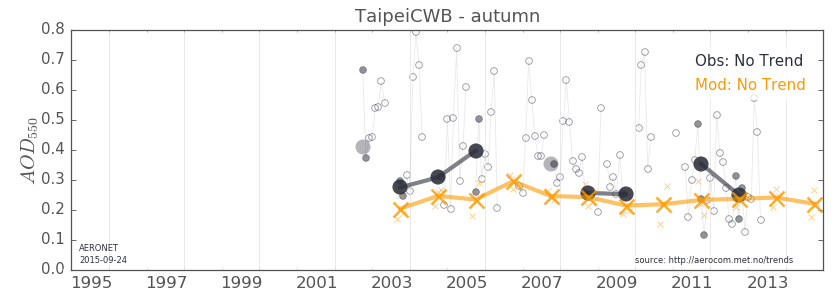 TaipeiCWB - autumn
0.8
0.7
0.6
0.5
0.4
0.3
0.2
0.1
0.0
AOD550
Obs: No Trend
Mod: No Trend
AERONET
2015-09-24
source: http://aerocom.met.no/trends
1995 1997 1999 2001 2003 2005 2007 2009 2011 2013